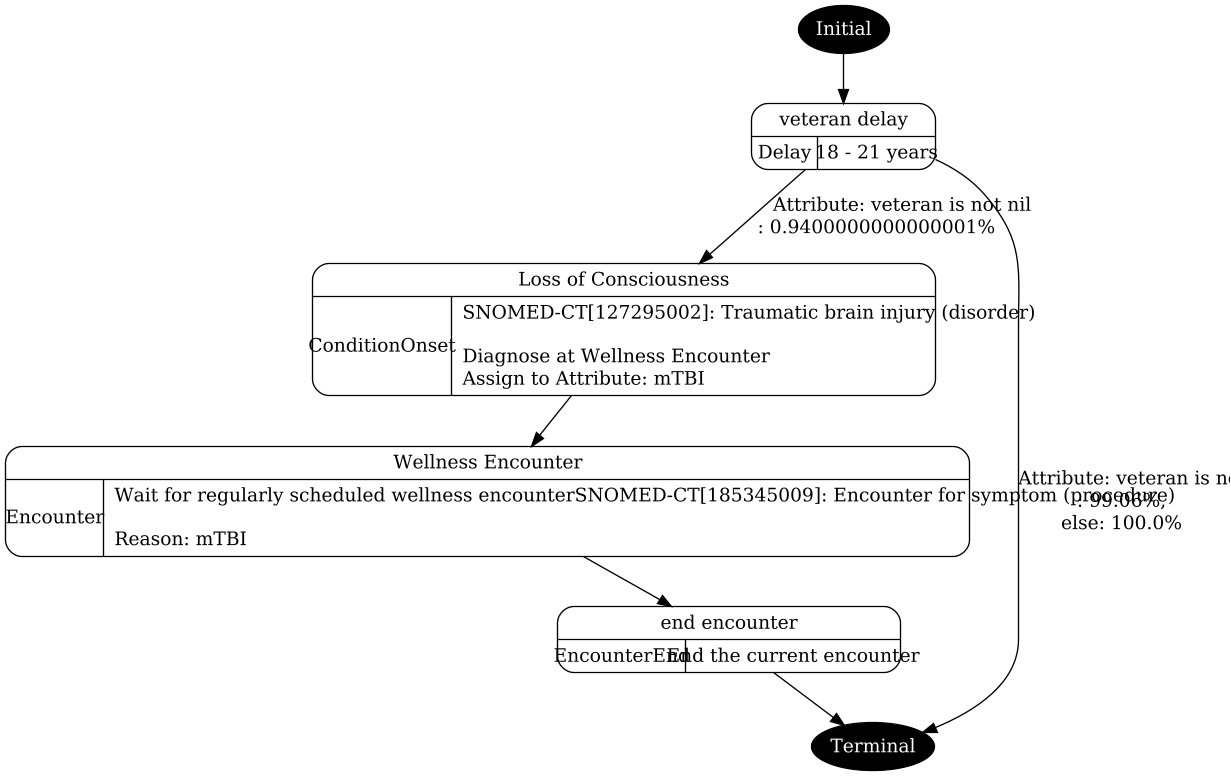 Initial
veteran delay
Delay 18 - 21 years
Attribute: veteran is not nil
: 0.9400000000000001%
Loss of Consciousness
SNOMED-CT[127295002]: Traumatic brain injury (disorder)
ConditionOnset
Diagnose at Wellness Encounter
Assign to Attribute: mTBI
Wellness Encounter
Attribute: veteran is no
Wait for regularly scheduled wellness encounterSNOMED-CT[185345009]: Encounter for symptom (procedure)
: 99.06%,
Encounter
else: 100.0%
Reason: mTBI
end encounter
EncounterEnd End the current encounter
Terminal